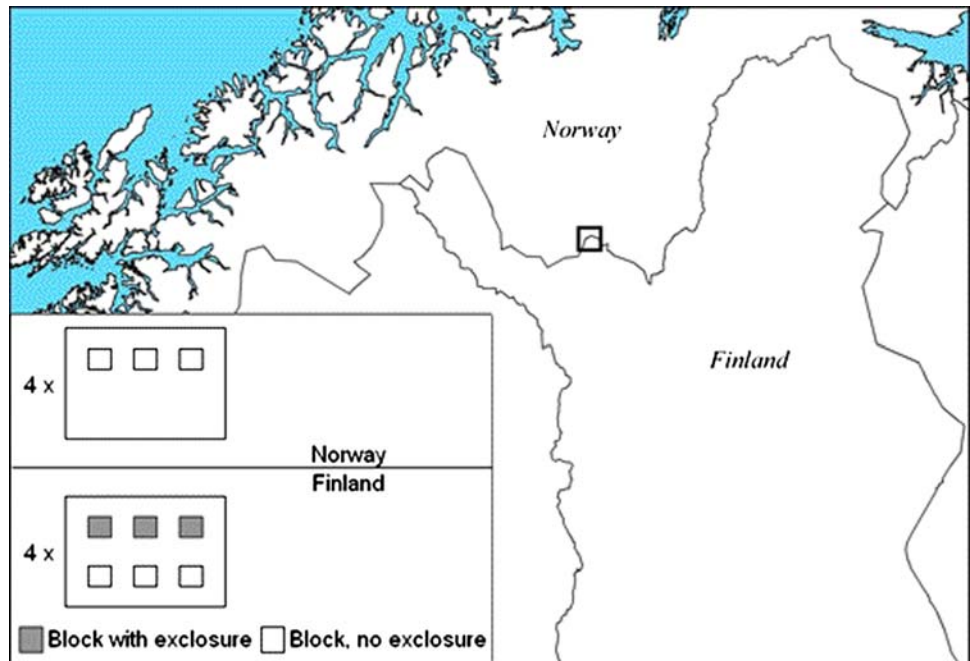 Norway
Finland
4 x
Norway
Finland
4 x
Block with exclosure
Block, no exclosure